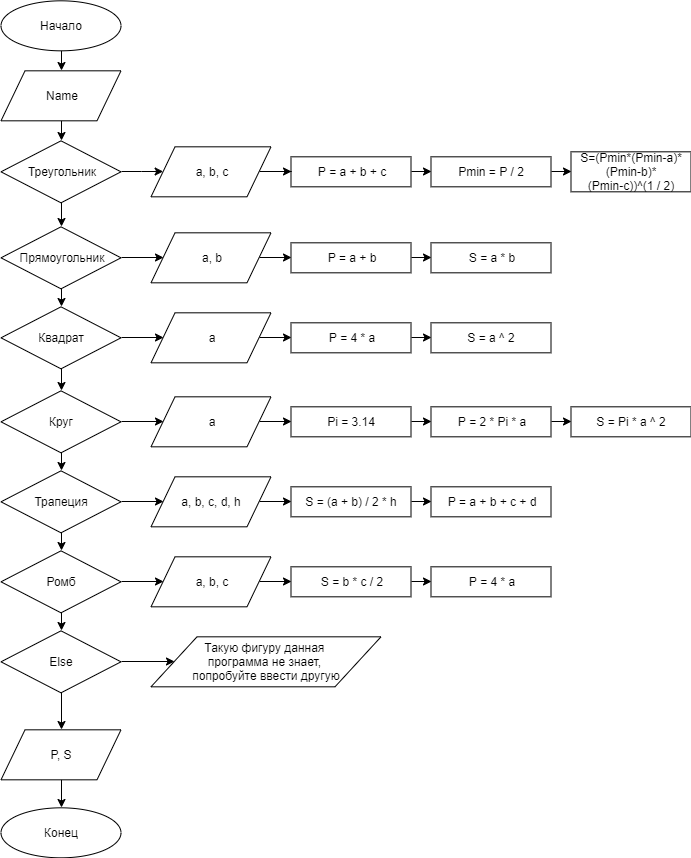 Начало
Name
Треугольник
a, b, c
P = a + b + c
Pmin = P / 2
S=(Pmin*(Pmin-a)*
(Pmin-b)*
(Pmin-c))^(1 / 2)
Прямоугольник
a, b
P = a + b
S = a * b
Квадрат
a
P = 4 * a
S = a ^ 2
Круг
a
Pi = 3.14
P = 2 * Pi * a
S = Pi * a ^ 2
Трапеция
a, b, c, d, h
S = (a + b) / 2 * h
P = a + b + c + d
Ромб
a, b, c
S = b * c / 2
P = 4 * a
Else
Такую фигуру данная
программа не знает,
попробуйте ввести другую
P, S
Конец